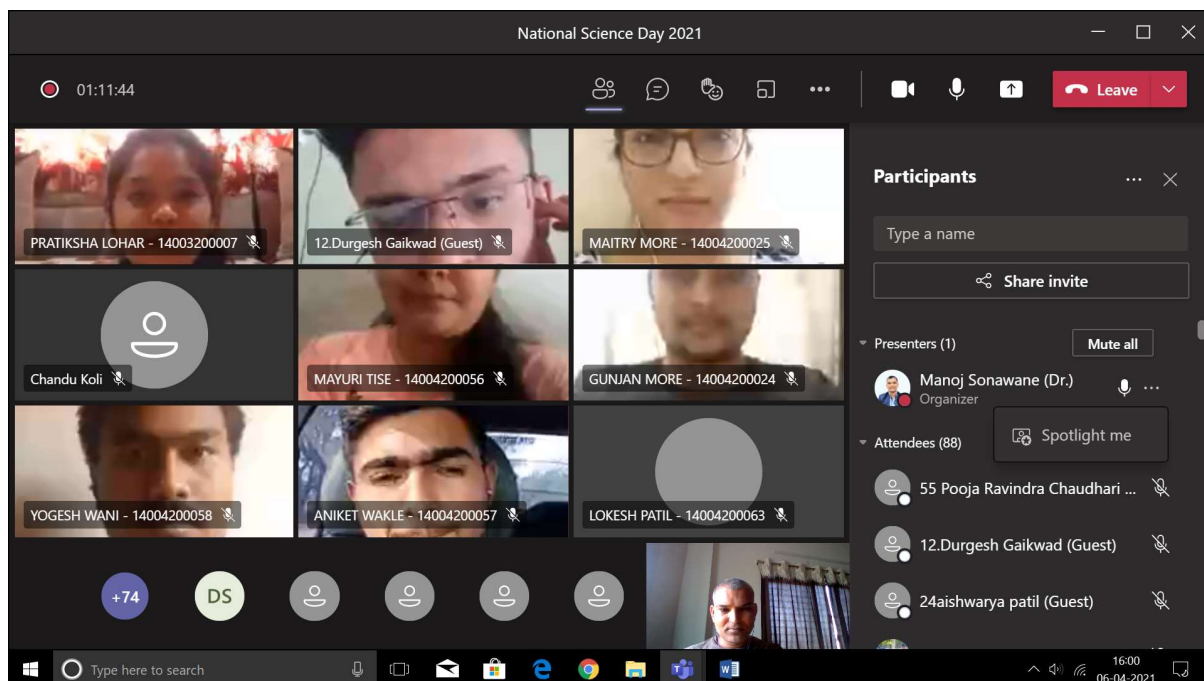 National Science Day 2021
01:11:44
Leave
PRATIKSHA LOHAR - 14003200007
12.Durgesh Gaikwad (Guest)
MAITRY MORE - 14004200025
Chandu Koli
MAYURI TISE - 14004200056
GUNJAN MORE - 14004200024
YOGESH WANI - 14004200058
ANIKET WAKLE - 14004200057
LOKESH PATIL - 14004200063
+74
DS
Participants
Type a name
Share invite
Presenters (1)
Mute all
Manoj Sonawane (Dr.)
Organizer
Spotlight me
Attendees (88)
55 Pooja Ravindra Chaudhari ...
12.Durgesh Gaikwad (Guest)
24aishwarya patil (Guest)
Type here to search
16:00
06-04-2021